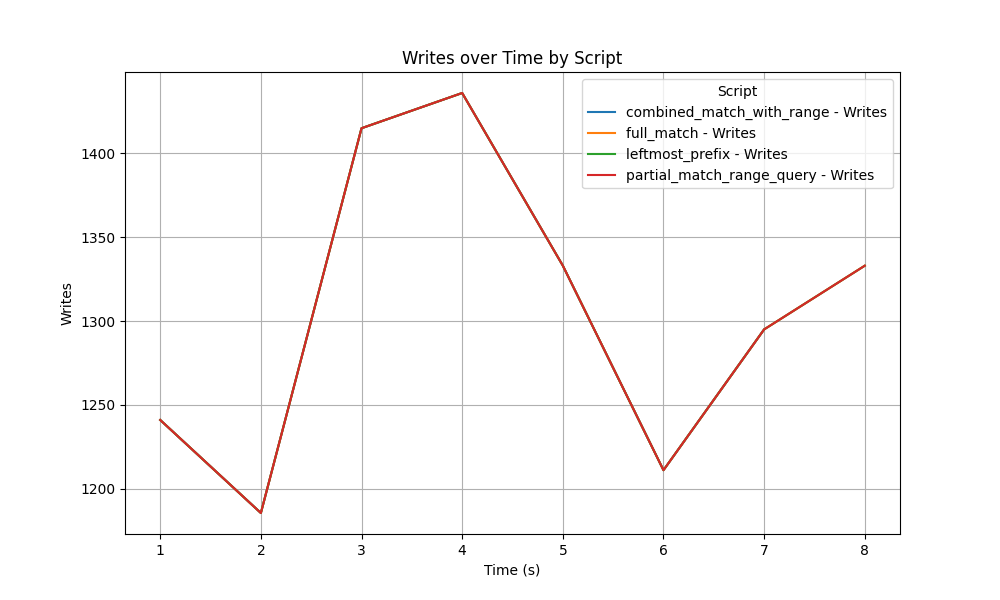 Writes over Time by Script
Script
combined_match_with_range - Writes
full_match - Writes
leftmost_prefix - Writes
partial_match_range_query - Writes
Writes
1400
1350
1300
1250
1200
1 2 3 4 5 6 7 8
Time (s)